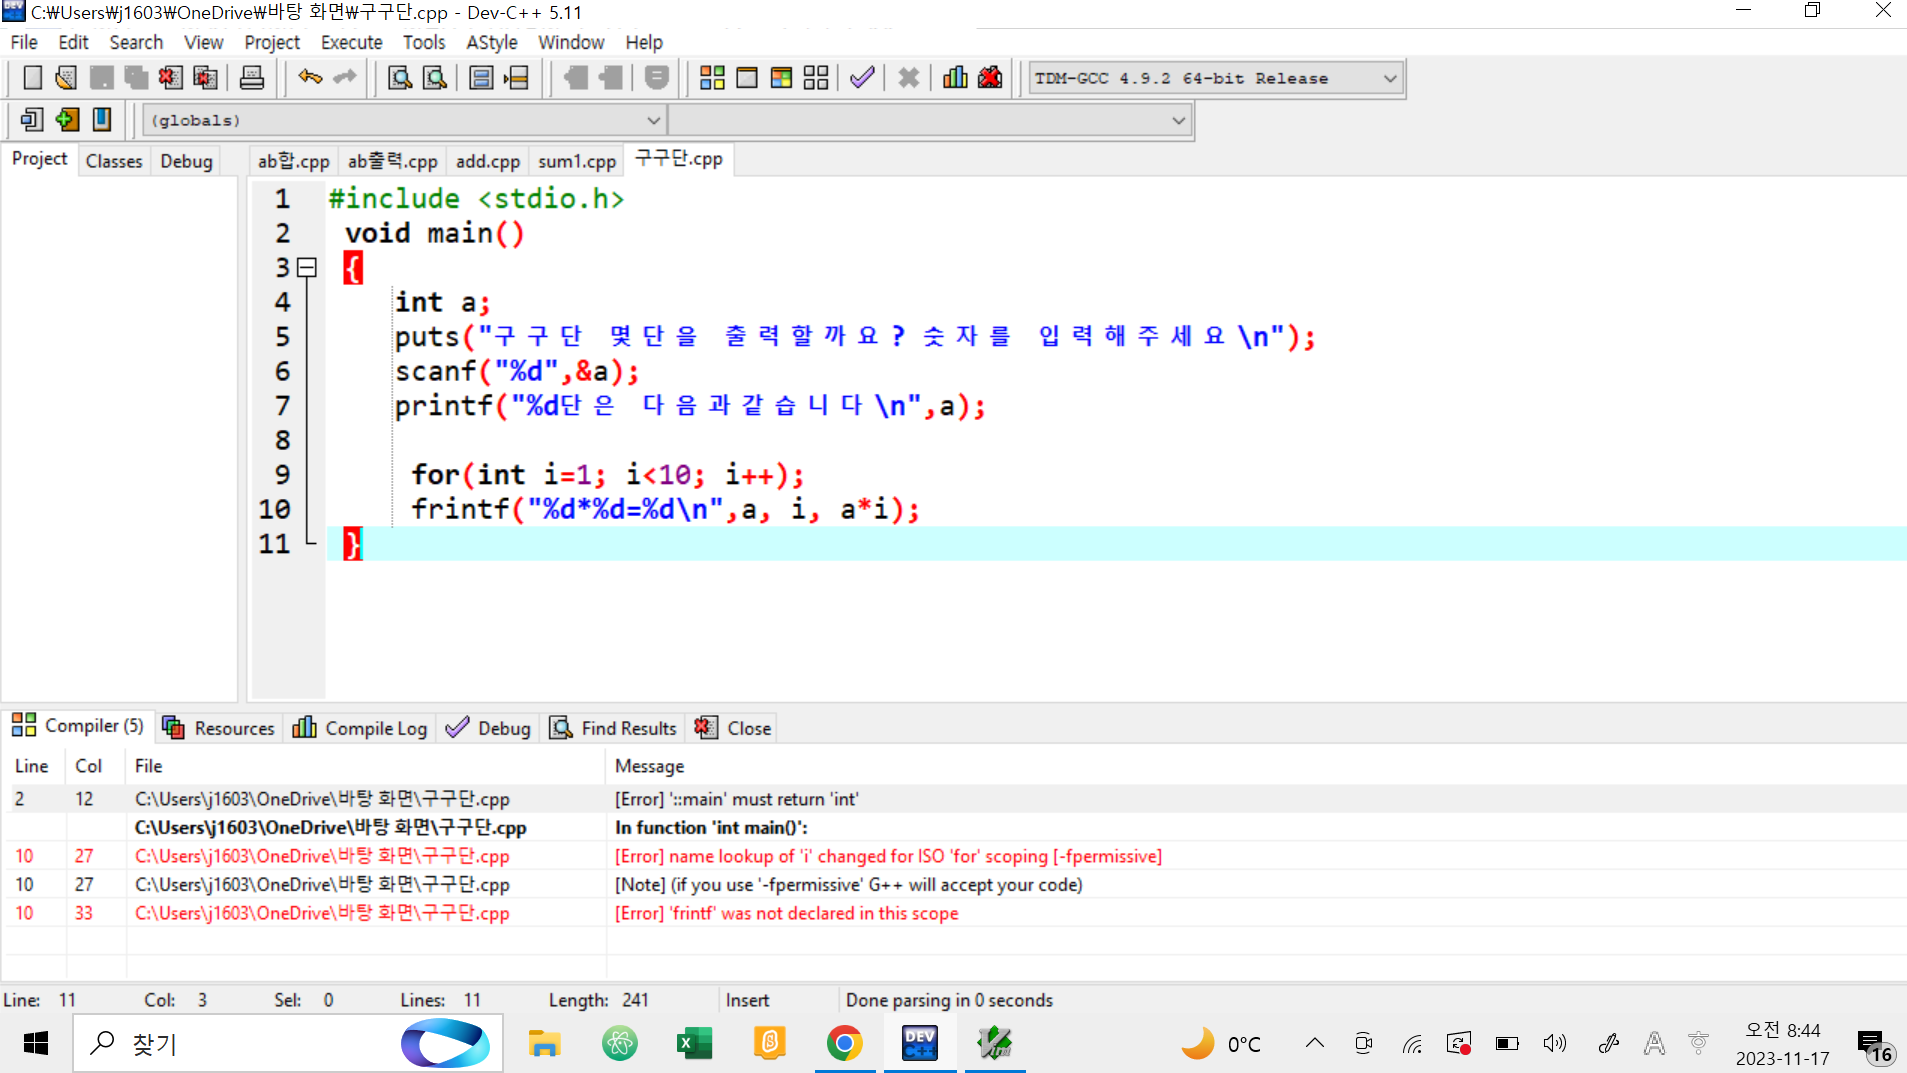 C:₩Users₩j1603₩OneDrive₩바탕 화면₩구구단.cpp - Dev-C++ 5.11
File Edit Search View Project Execute Tools AStyle Window Help
TDM-GCC 4.9.2 64-bit Release
(globals)
Project Classes Debug ab합.cpp ab출력.cpp add.cpp sum1.cpp 구구단.cpp
1 #include <stdio.h>
2 void main()
3 {
4 int a;
5 puts("구구단 몇단을 출력할까요? 숫자를 입력해주세요\n");
6 scanf("%d",&a);
7 printf("%d단은 다음과같습니다\n",a);
8
9 for(int i=1; i<10; i++);
10 frintf("%d*%d=%d\n",a, i, a*i);
11 }
Compiler (5) Resources Compile Log Debug Find Results Close
Line Col File Message
2 12 C:\Users\j1603\OneDrive\바탕 화면\구구단.cpp [Error] '::main' must return 'int'
C:\Users\j1603\OneDrive\바탕 화면\구구단.cpp In function 'int main()':
10 27 C:\Users\j1603\OneDrive\바탕 화면\구구단.cpp [Error] name lookup of 'i' changed for ISO 'for' scoping [-fpermissive]
10 27 C:\Users\j1603\OneDrive\바탕 화면\구구단.cpp [Note] (if you use '-fpermissive' G++ will accept your code)
10 33 C:\Users\j1603\OneDrive\바탕 화면\구구단.cpp [Error] 'frintf' was not declared in this scope
Line: 11 Col: 3 Sel: 0 Lines: 11 Length: 241 Insert Done parsing in 0 seconds
찾기 DEV C++ 0°C A 오전 8:44
2023-11-17 16